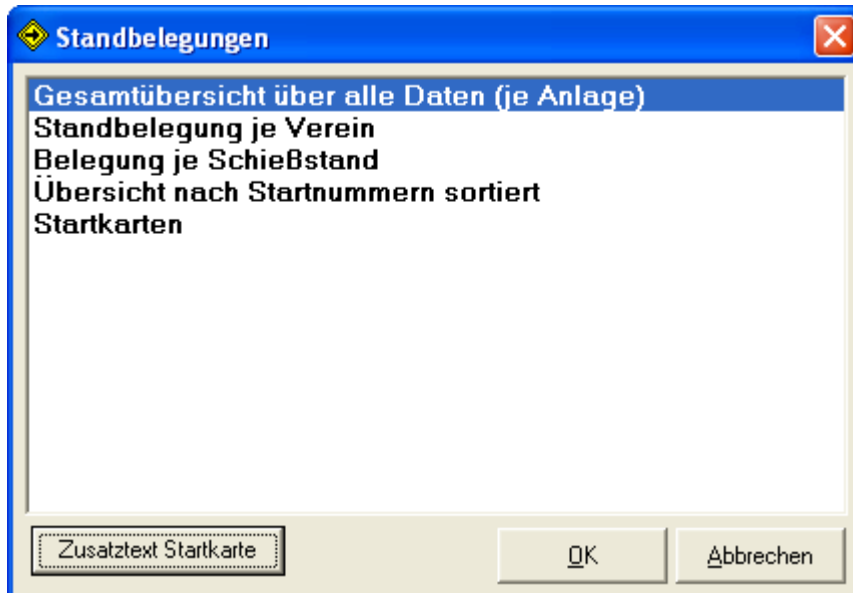 Standbelegungen
Gesamtübersicht über alle Daten (je Anlage)
Standbelegung je Verein
Belegung je Schießstand
Übersicht nach Startnummern sortiert
Startkarten
Zusatztext Startkarte
OK
Abbrechen